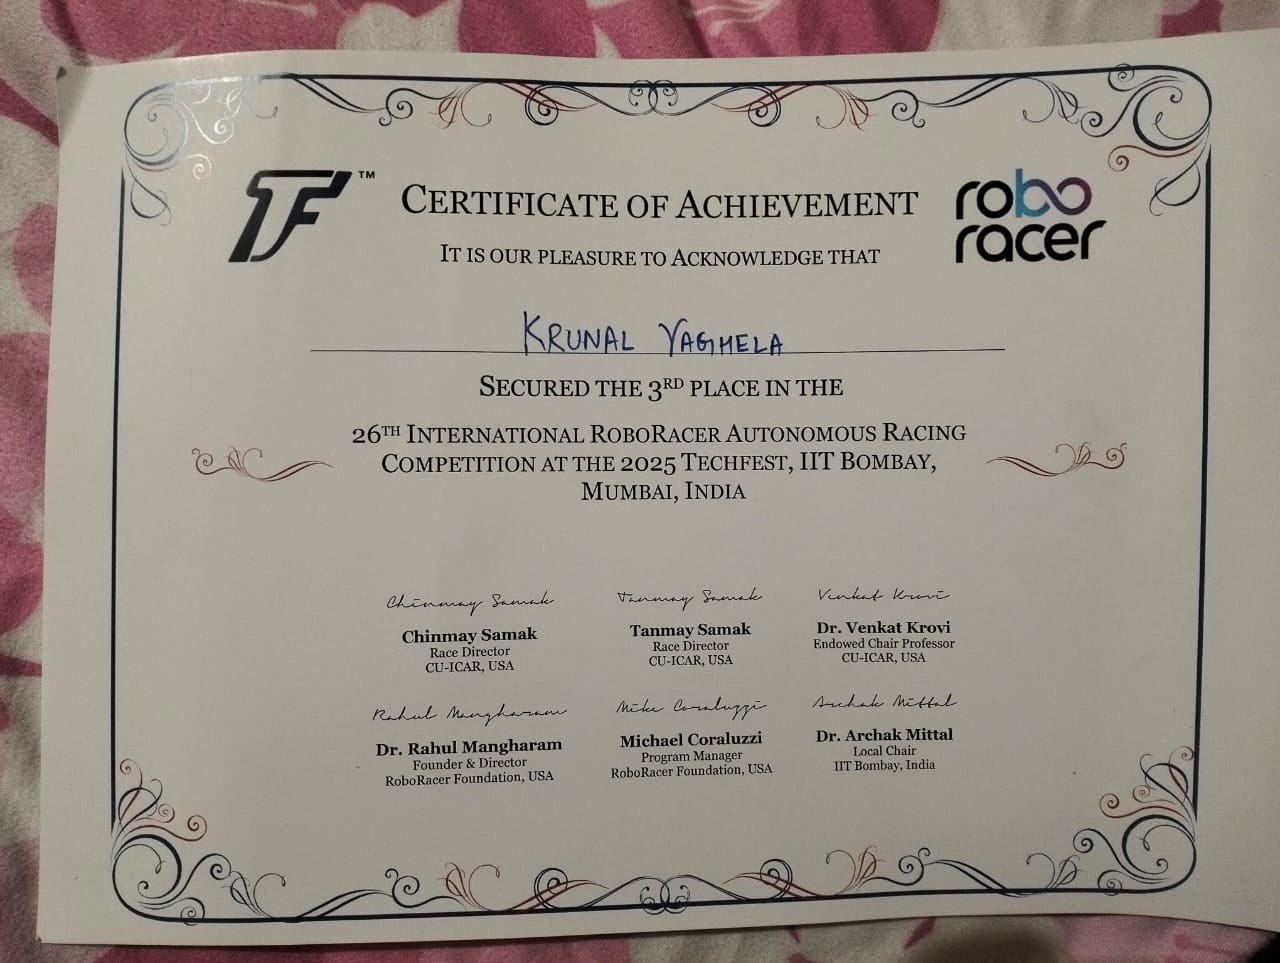 TF™
CERTIFICATE OF ACHIEVEMENT
robo
racer
IT IS OUR PLEASURE TO ACKNOWLEDGE THAT
KRUNAL VAGHELA
SECURED THE 3RD PLACE IN THE
26TH INTERNATIONAL ROBORACER AUTONOMOUS RACING
COMPETITION AT THE 2025 TECHFEST, IIT BOMBAY,
MUMBAI, INDIA
Chinmay Samak
Tanmay Samak
Venkat Krovi
Chinmay Samak
Race Director
CU-ICAR, USA
Tanmay Samak
Race Director
CU-ICAR, USA
Dr. Venkat Krovi
Endowed Chair Professor
CU-ICAR, USA
Rahul Mangharam
Mike Coraluzzi
Archak Mittal
Dr. Rahul Mangharam
Founder & Director
RoboRacer Foundation, USA
Michael Coraluzzi
Program Manager
RoboRacer Foundation, USA
Dr. Archak Mittal
Local Chair
IIT Bombay, India